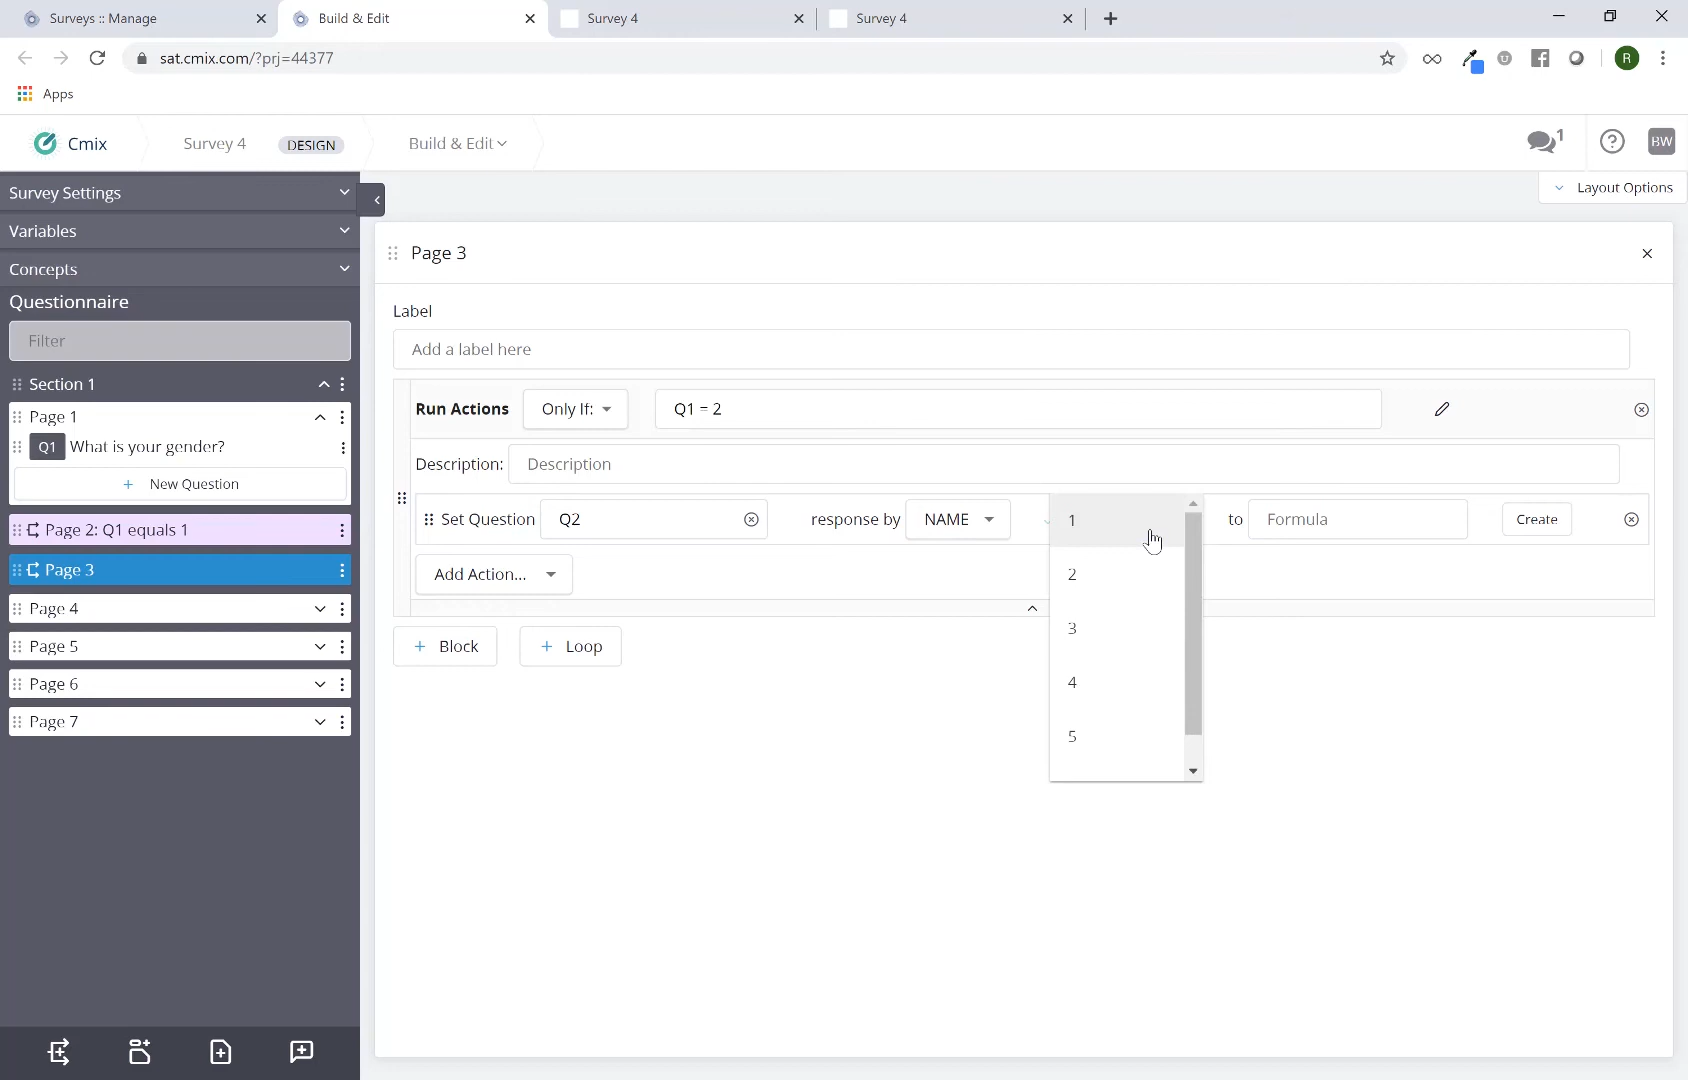 Surveys :: Manage
Build & Edit
Survey 4
Survey 4
sat.cmix.com/?prj=44377
R
Apps
Cmix
Survey 4
DESIGN
Build & Edit
1
BW
Survey Settings
Layout Options
Variables
Concepts
Questionnaire
Filter
Section 1
Page 1
Q1 What is your gender?
+ New Question
Page 2: Q1 equals 1
Page 3
Page 4
Page 5
Page 6
Page 7
Page 3
Label
Add a label here
Run Actions Only If: Q1 = 2
Description: Description
Set Question Q2 response by NAME to Formula Create
1
2
3
4
5
Add Action...
+ Block + Loop